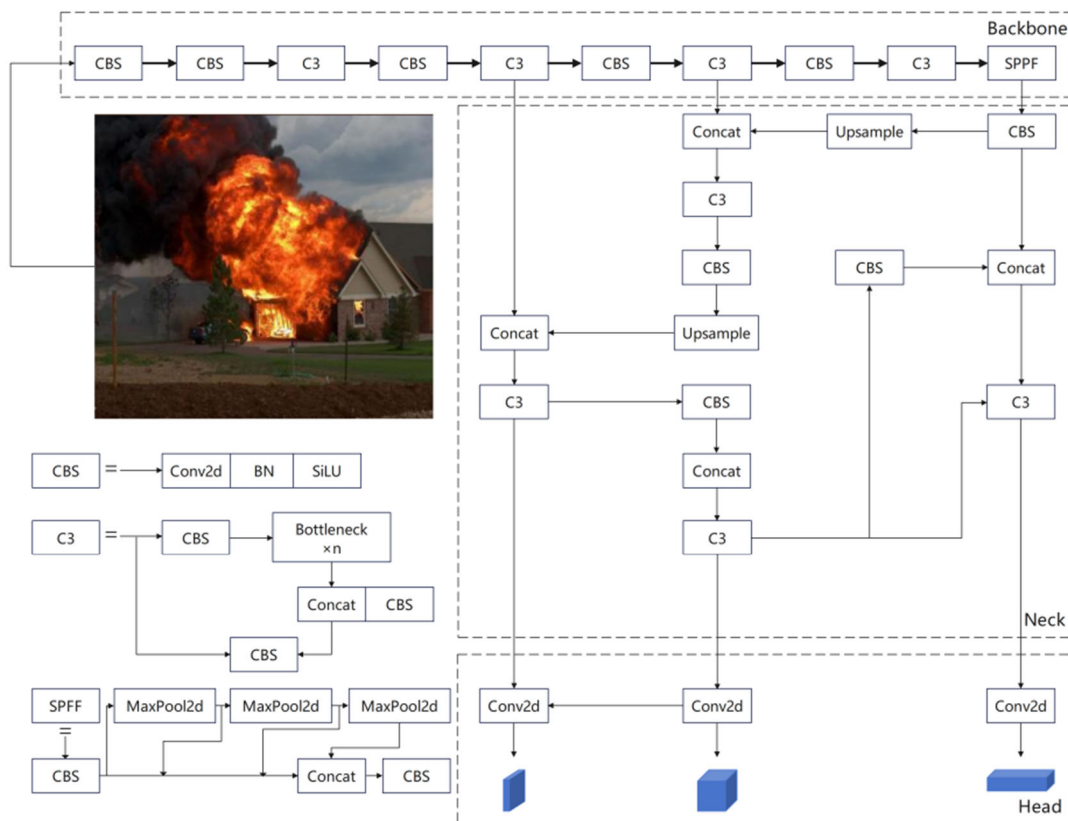 Backbone
CBS
CBS
C3
CBS
C3
CBS
C3
CBS
C3
SPPF
Concat
Upsample
CBS
C3
CBS
CBS
Concat
Concat
Upsample
C3
CBS
C3
Concat
C3
Neck
CBS
=
Conv2d
BN
SiLU
C3
=
CBS
Bottleneck
×n
Concat
CBS
CBS
SPFF
=
MaxPool2d
MaxPool2d
MaxPool2d
CBS
Concat
CBS
Conv2d
Conv2d
Conv2d
Head